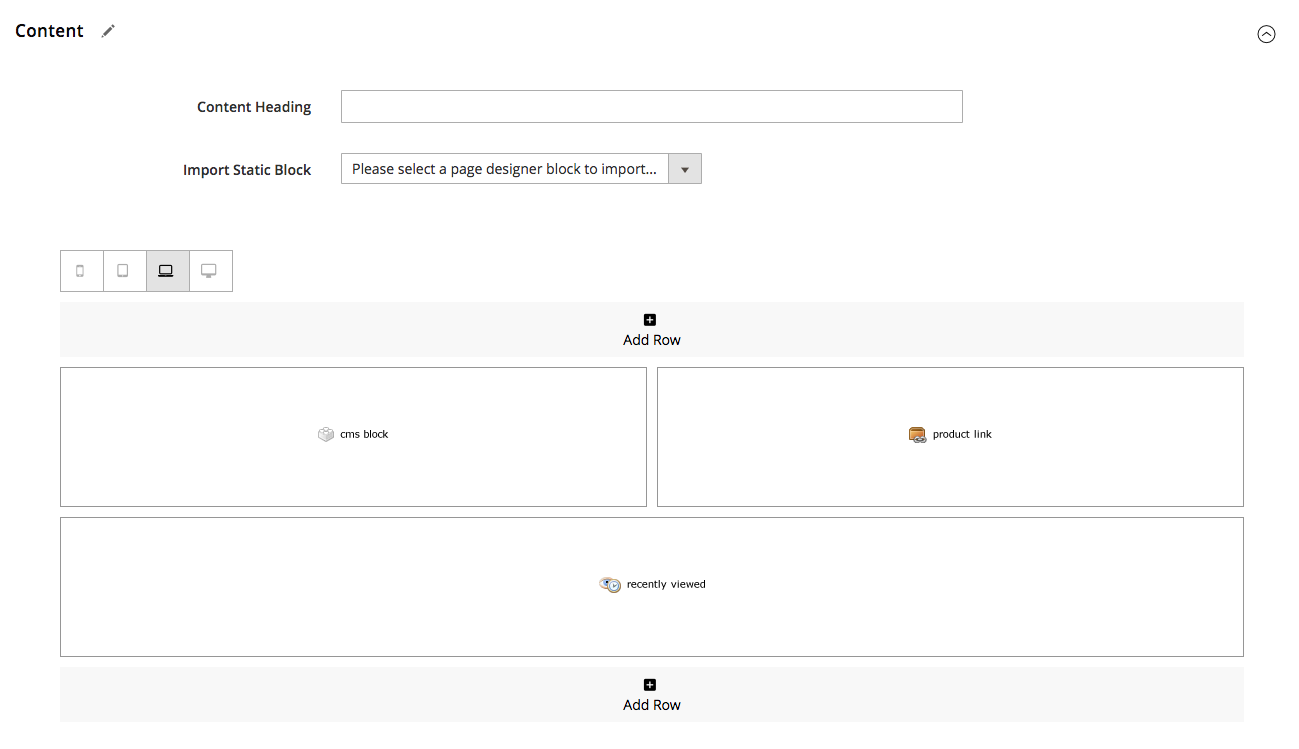 Content
Content Heading
Import Static Block
Please select a page designer block to import...
Add Row
cms block
product link
recently viewed
Add Row